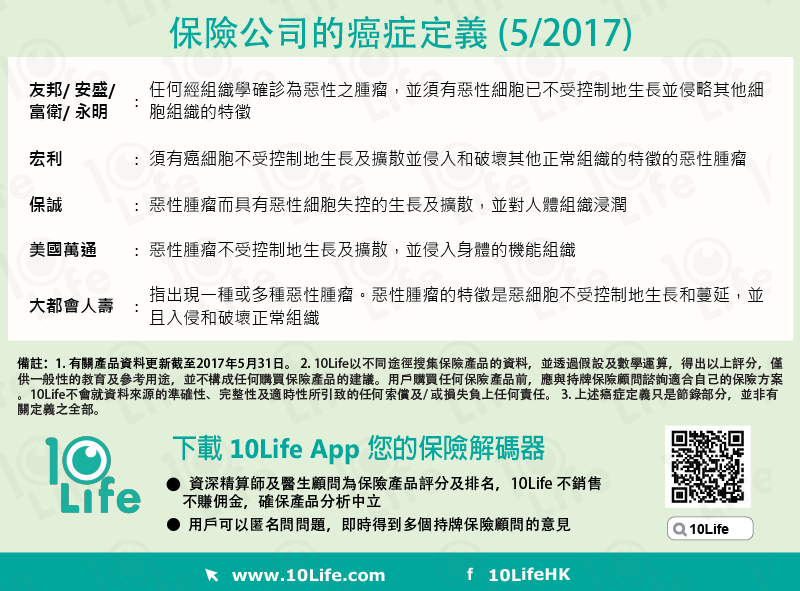 保險公司的癌症定義 (5/2017)
友邦/ 安盛/
富衛/ 永明
: 任何經組織學確診為惡性之腫瘤，並須有惡性細胞已不受控制地生長並侵略其他細
胞組織的特徵
宏利 : 須有癌細胞不受控制地生長及擴散並侵入和破壞其他正常組織的特徵的惡性腫瘤
保誠 : 惡性腫瘤而具有惡性細胞失控的生長及擴散，並對人體組織浸潤
美國萬通 : 惡性腫瘤不受控制地生長及擴散，並侵入身體的機能組織
大都會人壽 : 指出現一種或多種惡性腫瘤。惡性腫瘤的特徵是惡細胞不受控制地生長和蔓延，並
且入侵和破壞正常組織
備註：1. 有關產品資料更新截至2017年5月31日。 2. 10Life以不同途徑搜集保險產品的資料，並透過假設及數學運算，得出以上評分，僅
供一般性的教育及參考用途，並不構成任何購買保險產品的建議。用戶購買任何保險產品前，應與持牌保險顧問諮詢適合自己的保險方案
。10Life不會就資料來源的準確性、完整性及適時性所引致的任何索償及/ 或損失負上任何責任。 3. 上述癌症定義只是節錄部分，並非有
關定義之全部。
10Life
下載 10Life App 您的保險解碼器
● 資深精算師及醫生顧問為保險產品評分及排名，10Life 不銷售
不賺佣金，確保產品分析中立
● 用戶可以匿名問問題，即時得到多個持牌保險顧問的意見
10Life
www.10Life.com
f 10LifeHK